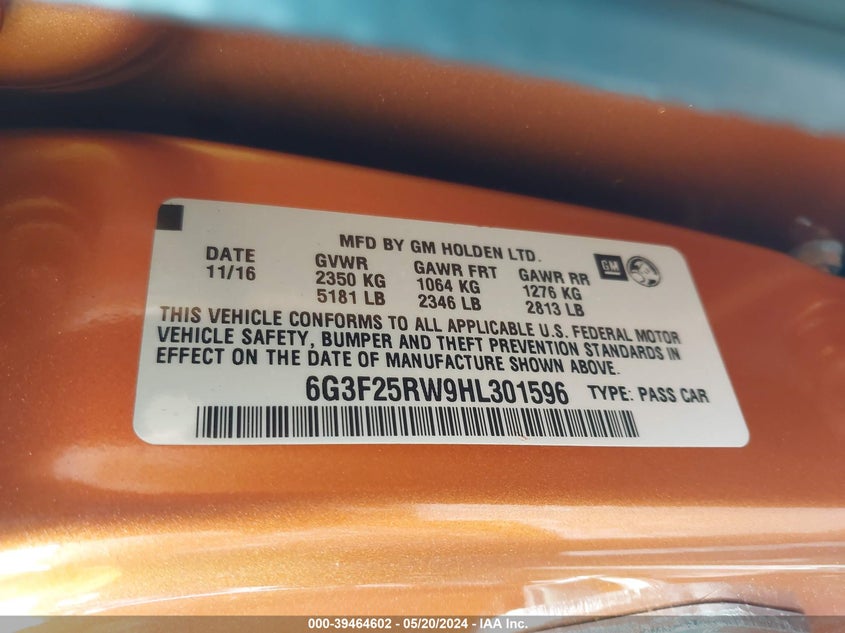 MFD BY GM HOLDEN LTD.
DATE GVWR GAWR FRT GAWR RR GM
11/16 2350 KG 1064 KG 1276 KG
5181 LB 2346 LB 2813 LB
THIS VEHICLE CONFORMS TO ALL APPLICABLE U.S. FEDERAL MOTOR
VEHICLE SAFETY, BUMPER AND THEFT PREVENTION STANDARDS IN
EFFECT ON THE DATE OF MANUFACTURE SHOWN ABOVE.
6G3F25RW9HL301596 TYPE: PASS CAR
000-39464602 - 05/20/2024 - IAA Inc.